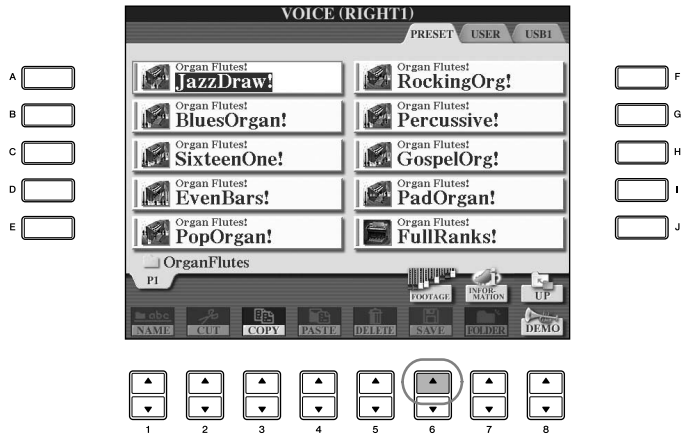 VOICE (RIGHT1)
PRESET USER USB1
A
B
C
D
E
Organ Flutes!
JazzDraw!
Organ Flutes!
BluesOrgan!
Organ Flutes!
SixteenOne!
Organ Flutes!
EvenBars!
Organ Flutes!
PopOrgan!
Organ Flutes!
RockingOrg!
Organ Flutes!
Percussive!
Organ Flutes!
GospelOrg!
Organ Flutes!
PadOrgan!
Organ Flutes!
FullRanks!
F
G
H
I
J
OrganFlutes
P1
FOOTAGE
INFOR-
MATION
UP
abc
NAME CUT COPY PASTE DELETE SAVE FOLDER DEMO
1 2 3 4 5 6 7 8